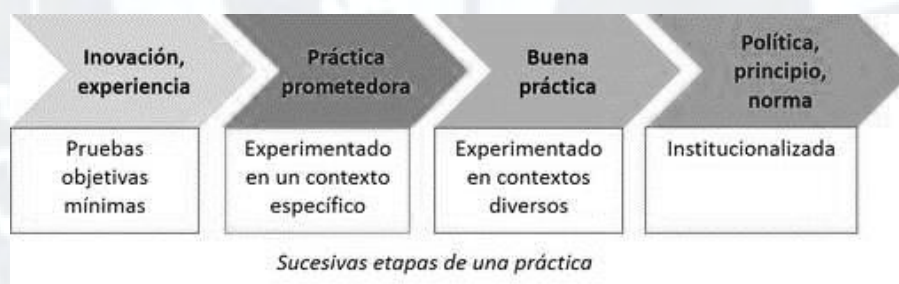 Inovación,
experiencia
Práctica
prometedora
Buena
práctica
Política,
principio,
norma
Pruebas
objetivas
mínimas
Experimentado
en un contexto
específico
Experimentado
en contextos
diversos
Institucionalizada
Sucesivas etapas de una práctica